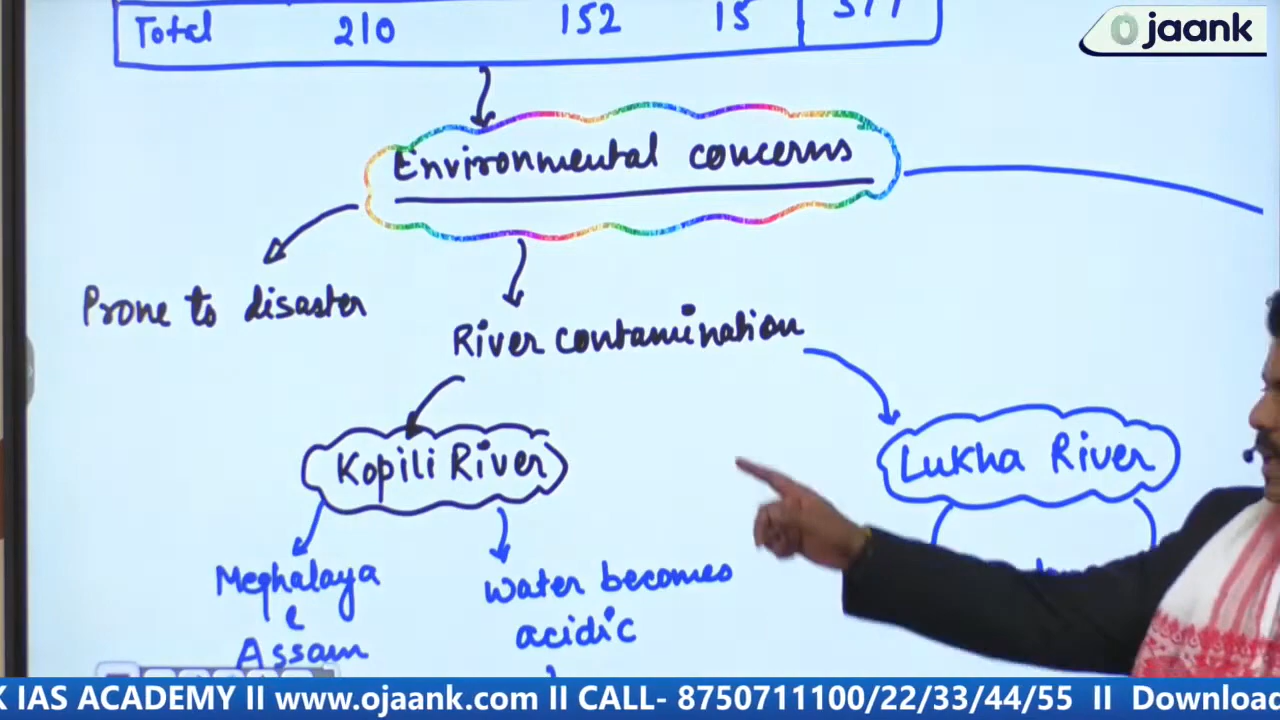 Total 210 152 15
Ojaank
Environmental concerns
Prone to disaster
River contamination
Kopili River
Lukha River
Meghalaya
&
Assam
water becomes
acidic
K IAS ACADEMY II www.ojaank.com II CALL- 8750711100/22/33/44/55 II Download